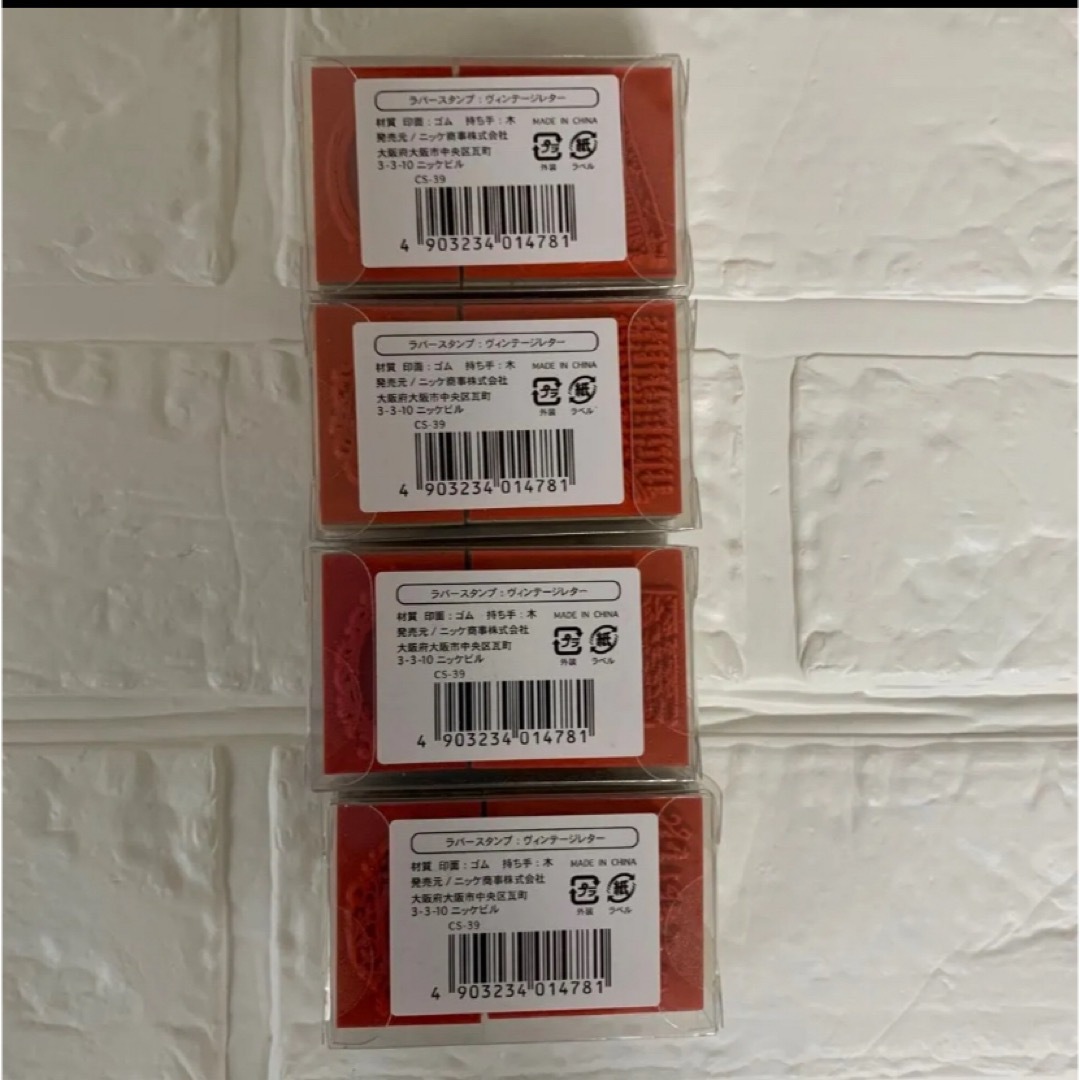 ラバースタンプ:ヴィンテージレター
材質 印面:ゴム 持ち手:木 MADE IN CHINA
発売元/ニッケ商事株式会社
大阪府大阪市中央区瓦町
3-3-10 ニッケビル
プラ 紙
外装 ラベル
CS-39
4 903234 014781
ラバースタンプ:ヴィンテージレター
材質 印面:ゴム 持ち手:木 MADE IN CHINA
発売元/ニッケ商事株式会社
大阪府大阪市中央区瓦町
3-3-10 ニッケビル
プラ 紙
外装 ラベル
CS-39
4 903234 014781
ラバースタンプ:ヴィンテージレター
材質 印面:ゴム 持ち手:木 MADE IN CHINA
発売元/ニッケ商事株式会社
大阪府大阪市中央区瓦町
3-3-10 ニッケビル
プラ 紙
外装 ラベル
CS-39
4 903234 014781
ラバースタンプ:ヴィンテージレター
材質 印面:ゴム 持ち手:木 MADE IN CHINA
発売元/ニッケ商事株式会社
大阪府大阪市中央区瓦町
3-3-10 ニッケビル
プラ 紙
外装 ラベル
CS-39
4 903234 014781